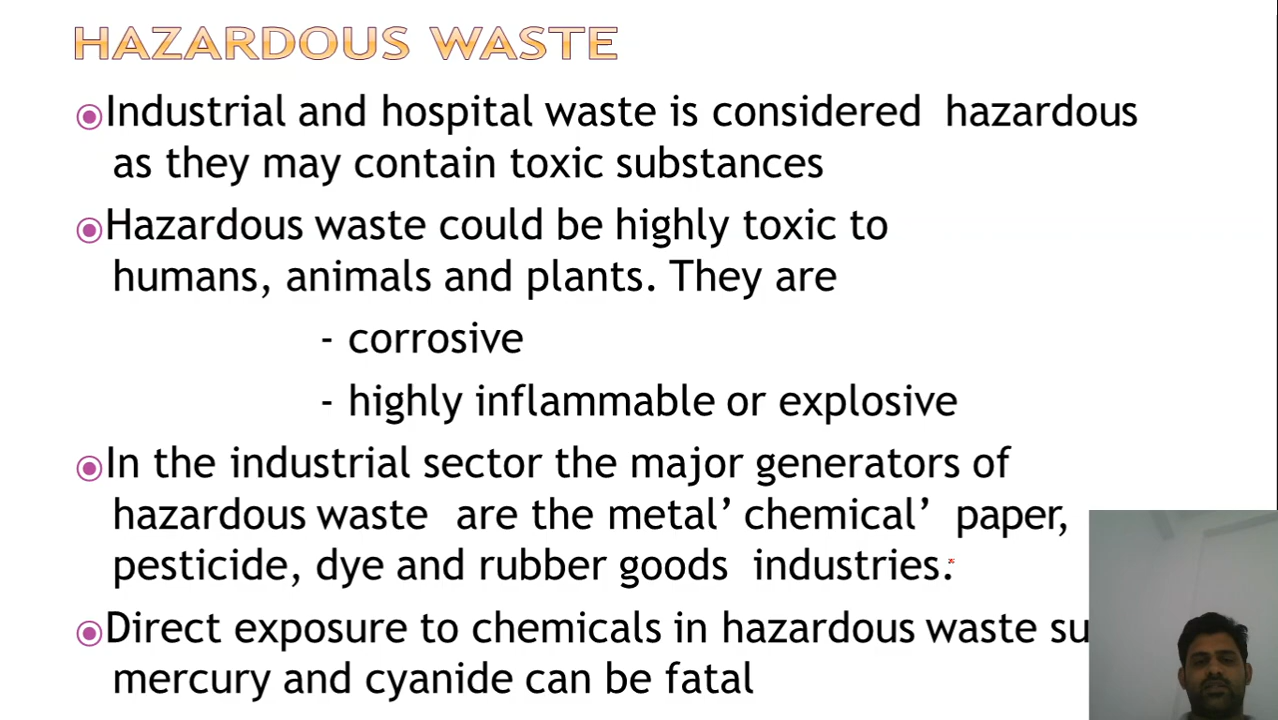 HAZARDOUS WASTE
Industrial and hospital waste is considered hazardous
as they may contain toxic substances
Hazardous waste could be highly toxic to
humans, animals and plants. They are
- corrosive
- highly inflammable or explosive
In the industrial sector the major generators of
hazardous waste are the metal’ chemical’ paper,
pesticide, dye and rubber goods industries.
Direct exposure to chemicals in hazardous waste su
mercury and cyanide can be fatal